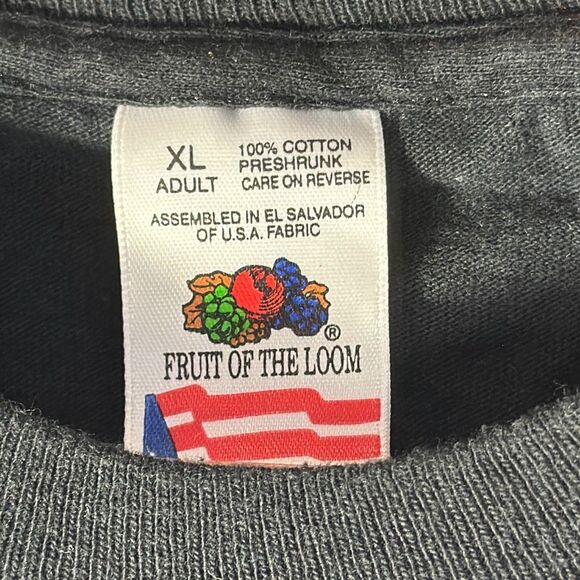 XL 100% COTTON
PRESHRUNK
ADULT CARE ON REVERSE
ASSEMBLED IN EL SALVADOR
OF U.S.A. FABRIC
®
FRUIT OF THE LOOM